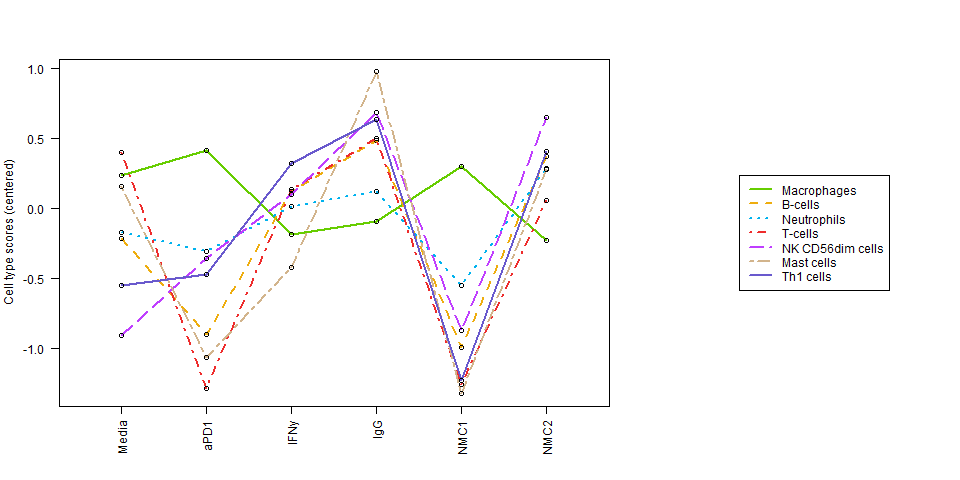 Cell type scores (centered)
1.0
0.5
0.0
-0.5
-1.0
Media
aPD1
IFNy
IgG
NMC1
NMC2
Macrophages
B-cells
Neutrophils
T-cells
NK CD56dim cells
Mast cells
Th1 cells